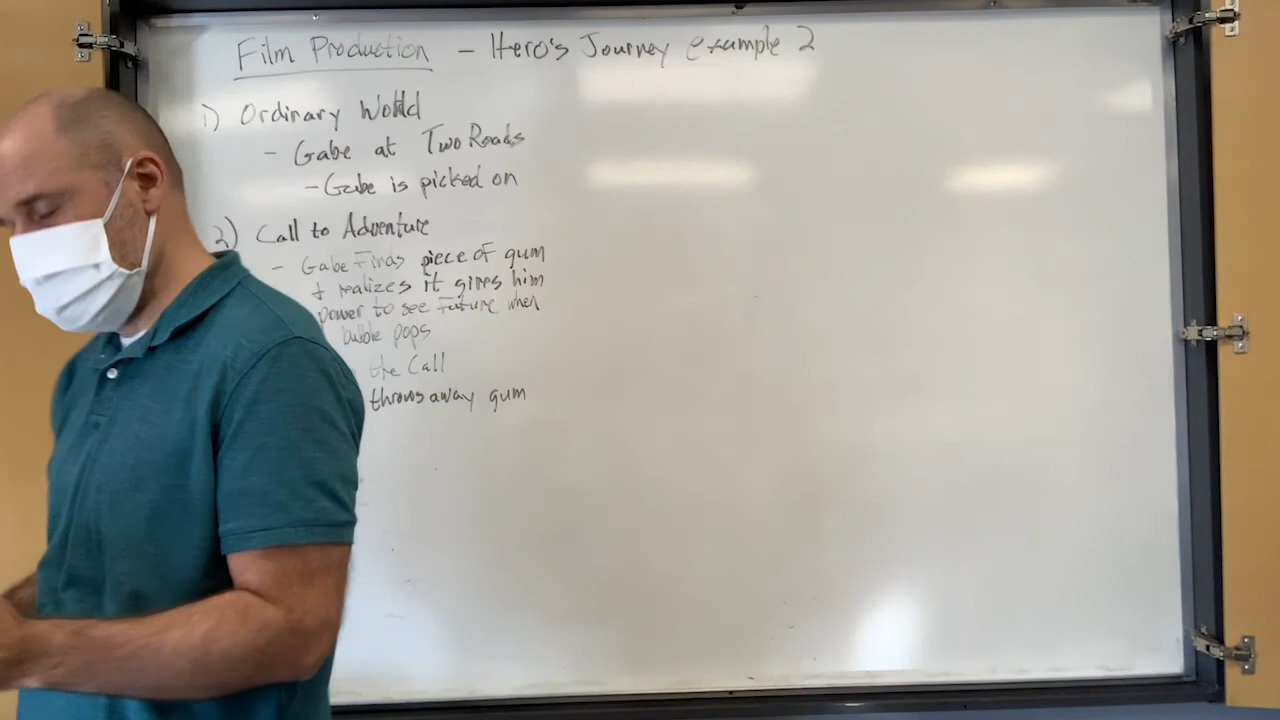 Film Production - Hero's Journey example 2
1) Ordinary World
- Gabe at Two Roads
- Gabe is picked on
2) Call to Adventure
- Gabe Finds piece of gum
+ realizes it gives him
power to see Future when
bubble pops
the Call
throws away gum